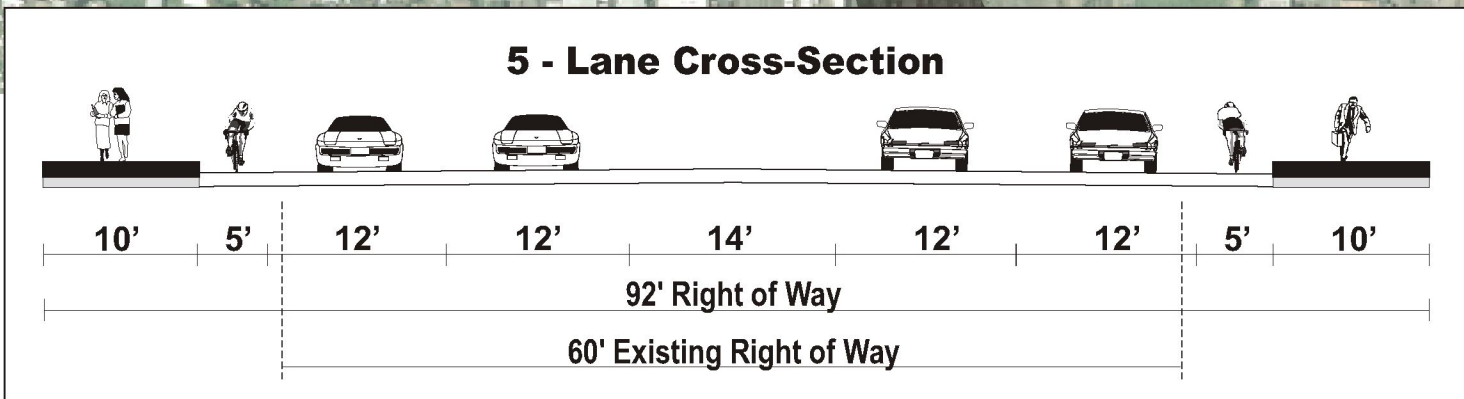 5 - Lane Cross-Section
10’ 5’ 12’ 12’ 14’ 12’ 12’ 5’ 10’
92' Right of Way
60' Existing Right of Way